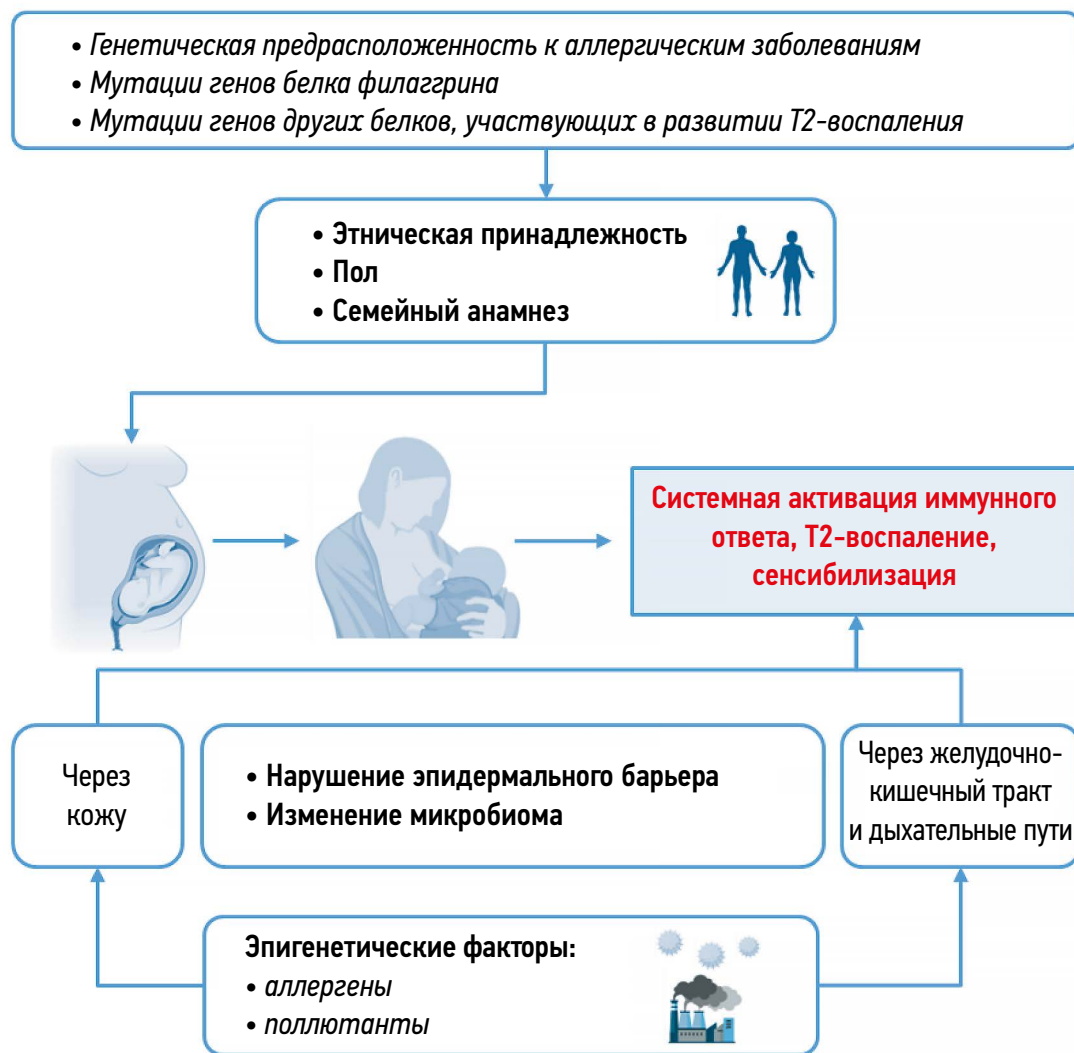 • Генетическая предрасположенность к аллергическим заболеваниям
• Мутации генов белка филаггрина
• Мутации генов других белков, участвующих в развитии Т2-воспаления
• Этническая принадлежность
• Пол
• Семейный анамнез
Системная активация иммунного
ответа, Т2-воспаление,
сенсибилизация
Через
кожу
• Нарушение эпидермального барьера
• Изменение микробиома
Через желудочно-
кишечный тракт
и дыхательные пути
Эпигенетические факторы:
• аллергены
• поллютанты